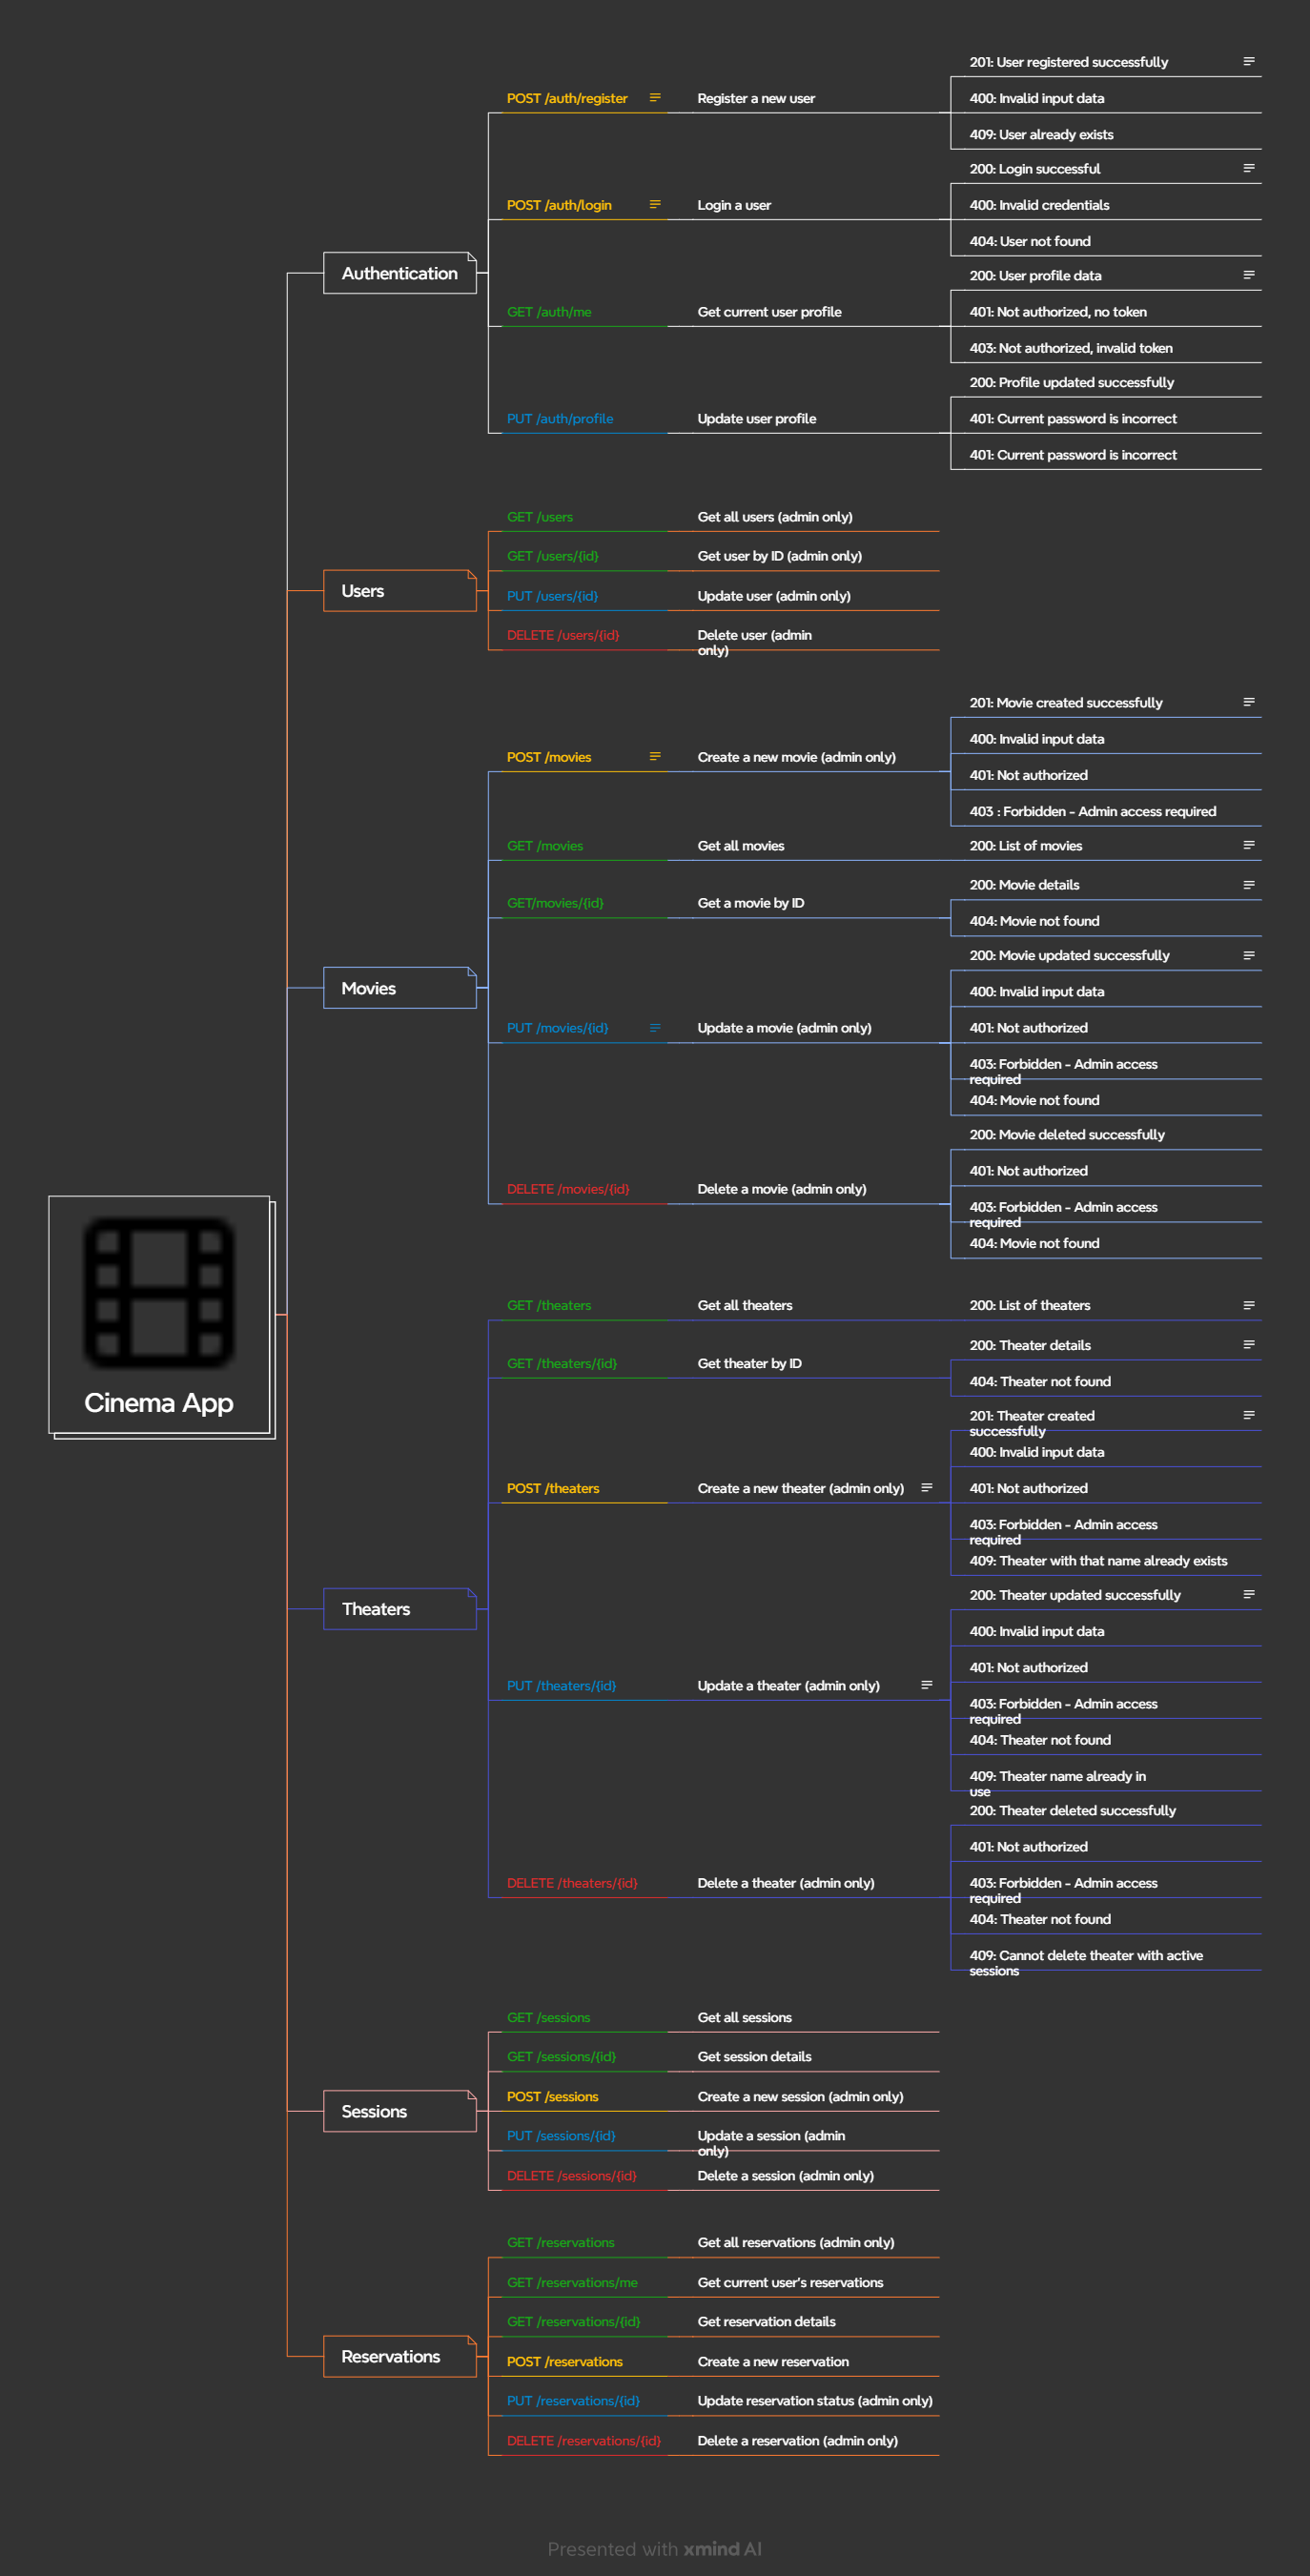 201: User registered successfully
POST /auth/register
Register a new user
400: Invalid input data
409: User already exists
200: Login successful
POST /auth/login
Login a user
400: Invalid credentials
404: User not found
Authentication
200: User profile data
GET /auth/me
Get current user profile
401: Not authorized, no token
403: Not authorized, invalid token
200: Profile updated successfully
PUT /auth/profile
Update user profile
401: Current password is incorrect
401: Current password is incorrect
GET /users
Get all users (admin only)
GET /users/{id}
Get user by ID (admin only)
Users
PUT /users/{id}
Update user (admin only)
DELETE /users/{id}
Delete user (admin
only)
201: Movie created successfully
400: Invalid input data
POST /movies
Create a new movie (admin only)
401: Not authorized
403 : Forbidden - Admin access required
GET /movies
Get all movies
200: List of movies
200: Movie details
GET/movies/{id}
Get a movie by ID
404: Movie not found
200: Movie updated successfully
Movies
400: Invalid input data
PUT /movies/{id}
Update a movie (admin only)
401: Not authorized
403: Forbidden - Admin access
required
404: Movie not found
200: Movie deleted successfully
401: Not authorized
DELETE /movies/{id}
Delete a movie (admin only)
403: Forbidden - Admin access
required
404: Movie not found
Cinema App
GET /theaters
Get all theaters
200: List of theaters
200: Theater details
GET /theaters/{id}
Get theater by ID
404: Theater not found
201: Theater created
successfully
400: Invalid input data
POST /theaters
Create a new theater (admin only)
401: Not authorized
403: Forbidden - Admin access
required
409: Theater with that name already exists
Theaters
200: Theater updated successfully
400: Invalid input data
401: Not authorized
PUT /theaters/{id}
Update a theater (admin only)
403: Forbidden - Admin access
required
404: Theater not found
409: Theater name already in
use
200: Theater deleted successfully
401: Not authorized
DELETE /theaters/{id}
Delete a theater (admin only)
403: Forbidden - Admin access
required
404: Theater not found
409: Cannot delete theater with active
sessions
GET /sessions
Get all sessions
GET /sessions/{id}
Get session details
Sessions
POST /sessions
Create a new session (admin only)
PUT /sessions/{id}
Update a session (admin
only)
DELETE /sessions/{id}
Delete a session (admin only)
GET /reservations
Get all reservations (admin only)
GET /reservations/me
Get current user's reservations
GET /reservations/{id}
Get reservation details
Reservations
POST /reservations
Create a new reservation
PUT /reservations/{id}
Update reservation status (admin only)
DELETE /reservations/{id}
Delete a reservation (admin only)
Presented with xmind AI